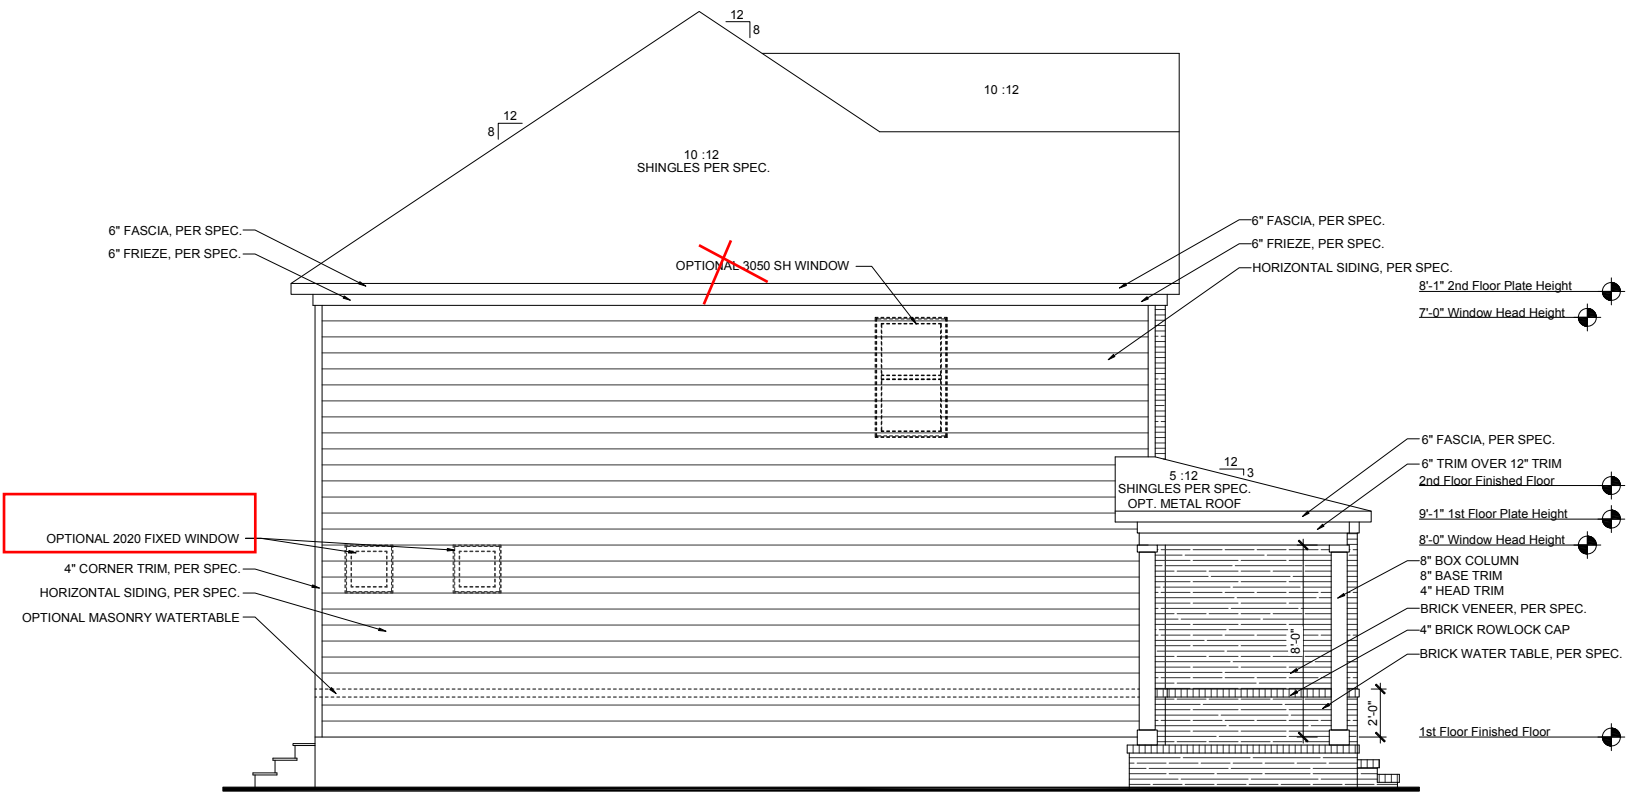 12
8
10 :12
12
8
10 :12
SHINGLES PER SPEC.
6" FASCIA, PER SPEC.
6" FRIEZE, PER SPEC.
OPTIONAL 3050 SH WINDOW
6" FASCIA, PER SPEC.
6" FRIEZE, PER SPEC.
HORIZONTAL SIDING, PER SPEC.
8'-1" 2nd Floor Plate Height
7'-0" Window Head Height
6" FASCIA, PER SPEC.
6" TRIM OVER 12" TRIM
2nd Floor Finished Floor
12
3
5 :12
SHINGLES PER SPEC.
OPT. METAL ROOF
9'-1" 1st Floor Plate Height
8'-0" Window Head Height
OPTIONAL 2020 FIXED WINDOW
4" CORNER TRIM, PER SPEC.
HORIZONTAL SIDING, PER SPEC.
OPTIONAL MASONRY WATERTABLE
8" BOX COLUMN
8" BASE TRIM
4" HEAD TRIM
BRICK VENEER, PER SPEC.
4" BRICK ROWLOCK CAP
BRICK WATER TABLE, PER SPEC.
8'-0"
2'-0"
1st Floor Finished Floor